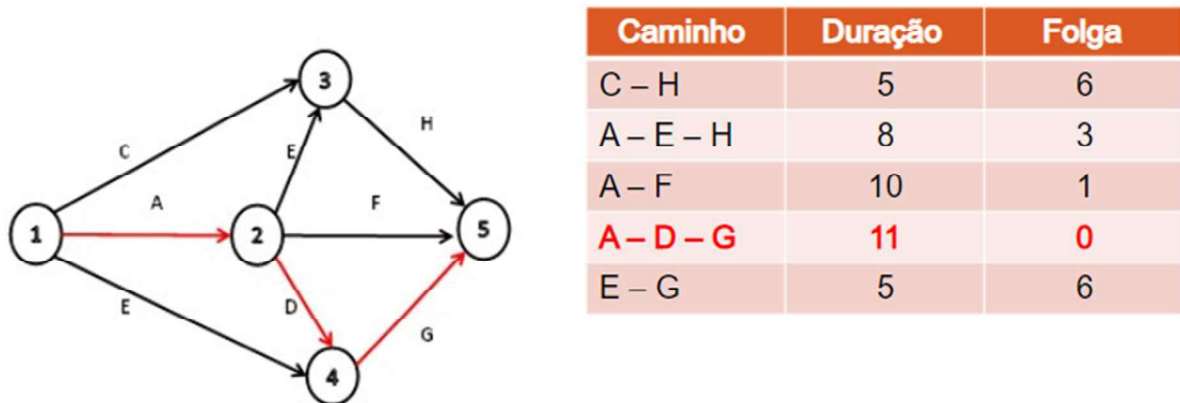 3
H
C
E
A
F
1
2
5
E
D
G
4
Caminho Duração Folga
C – H 5 6
A – E – H 8 3
A – F 10 1
A – D – G 11 0
E – G 5 6